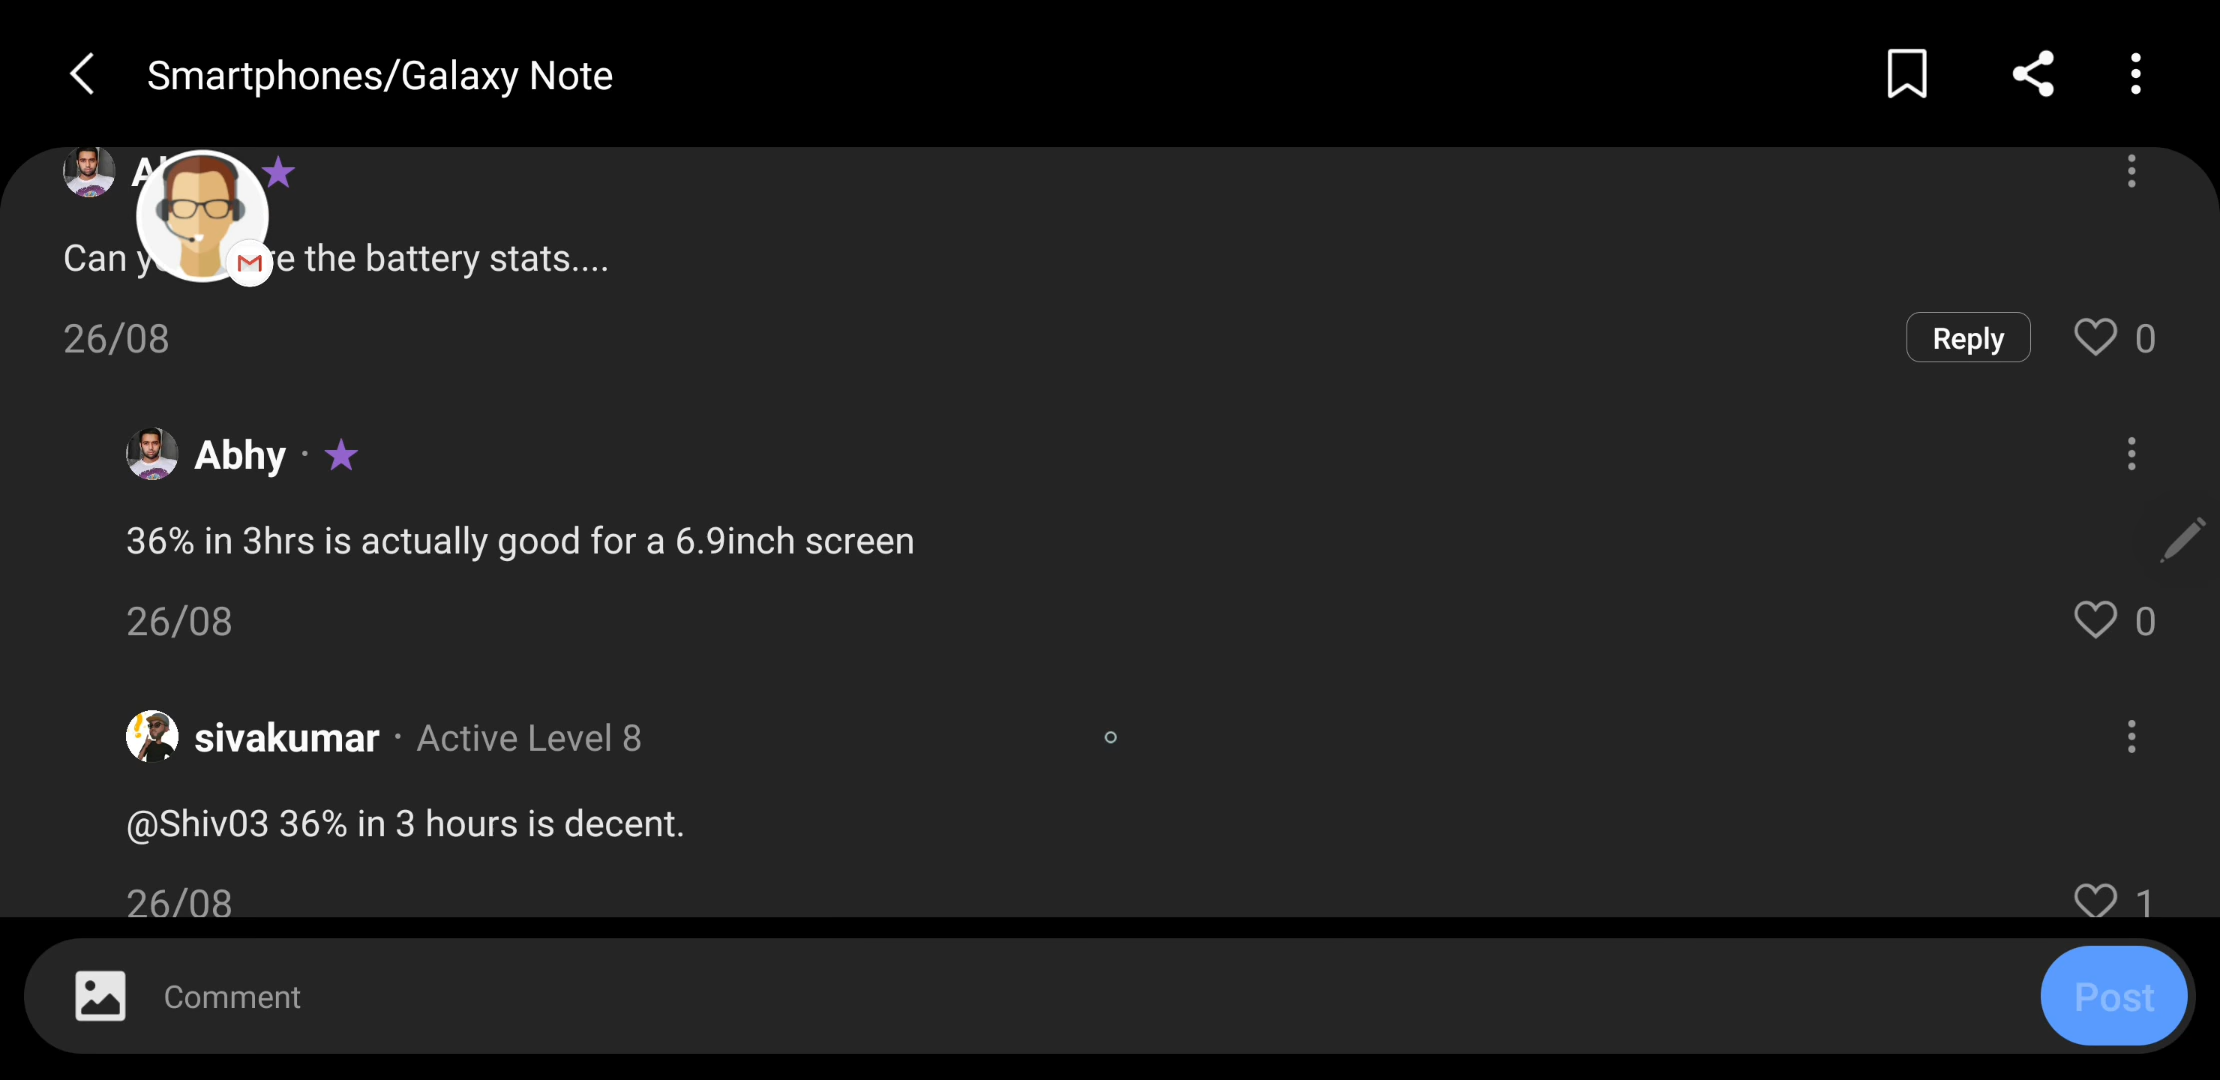 Smartphones/Galaxy Note
Can the battery stats....
26/08
Reply
0
Abhy ·
36% in 3hrs is actually good for a 6.9inch screen
26/08
0
sivakumar · Active Level 8
@Shiv03 36% in 3 hours is decent.
26/08
1
Comment
Post